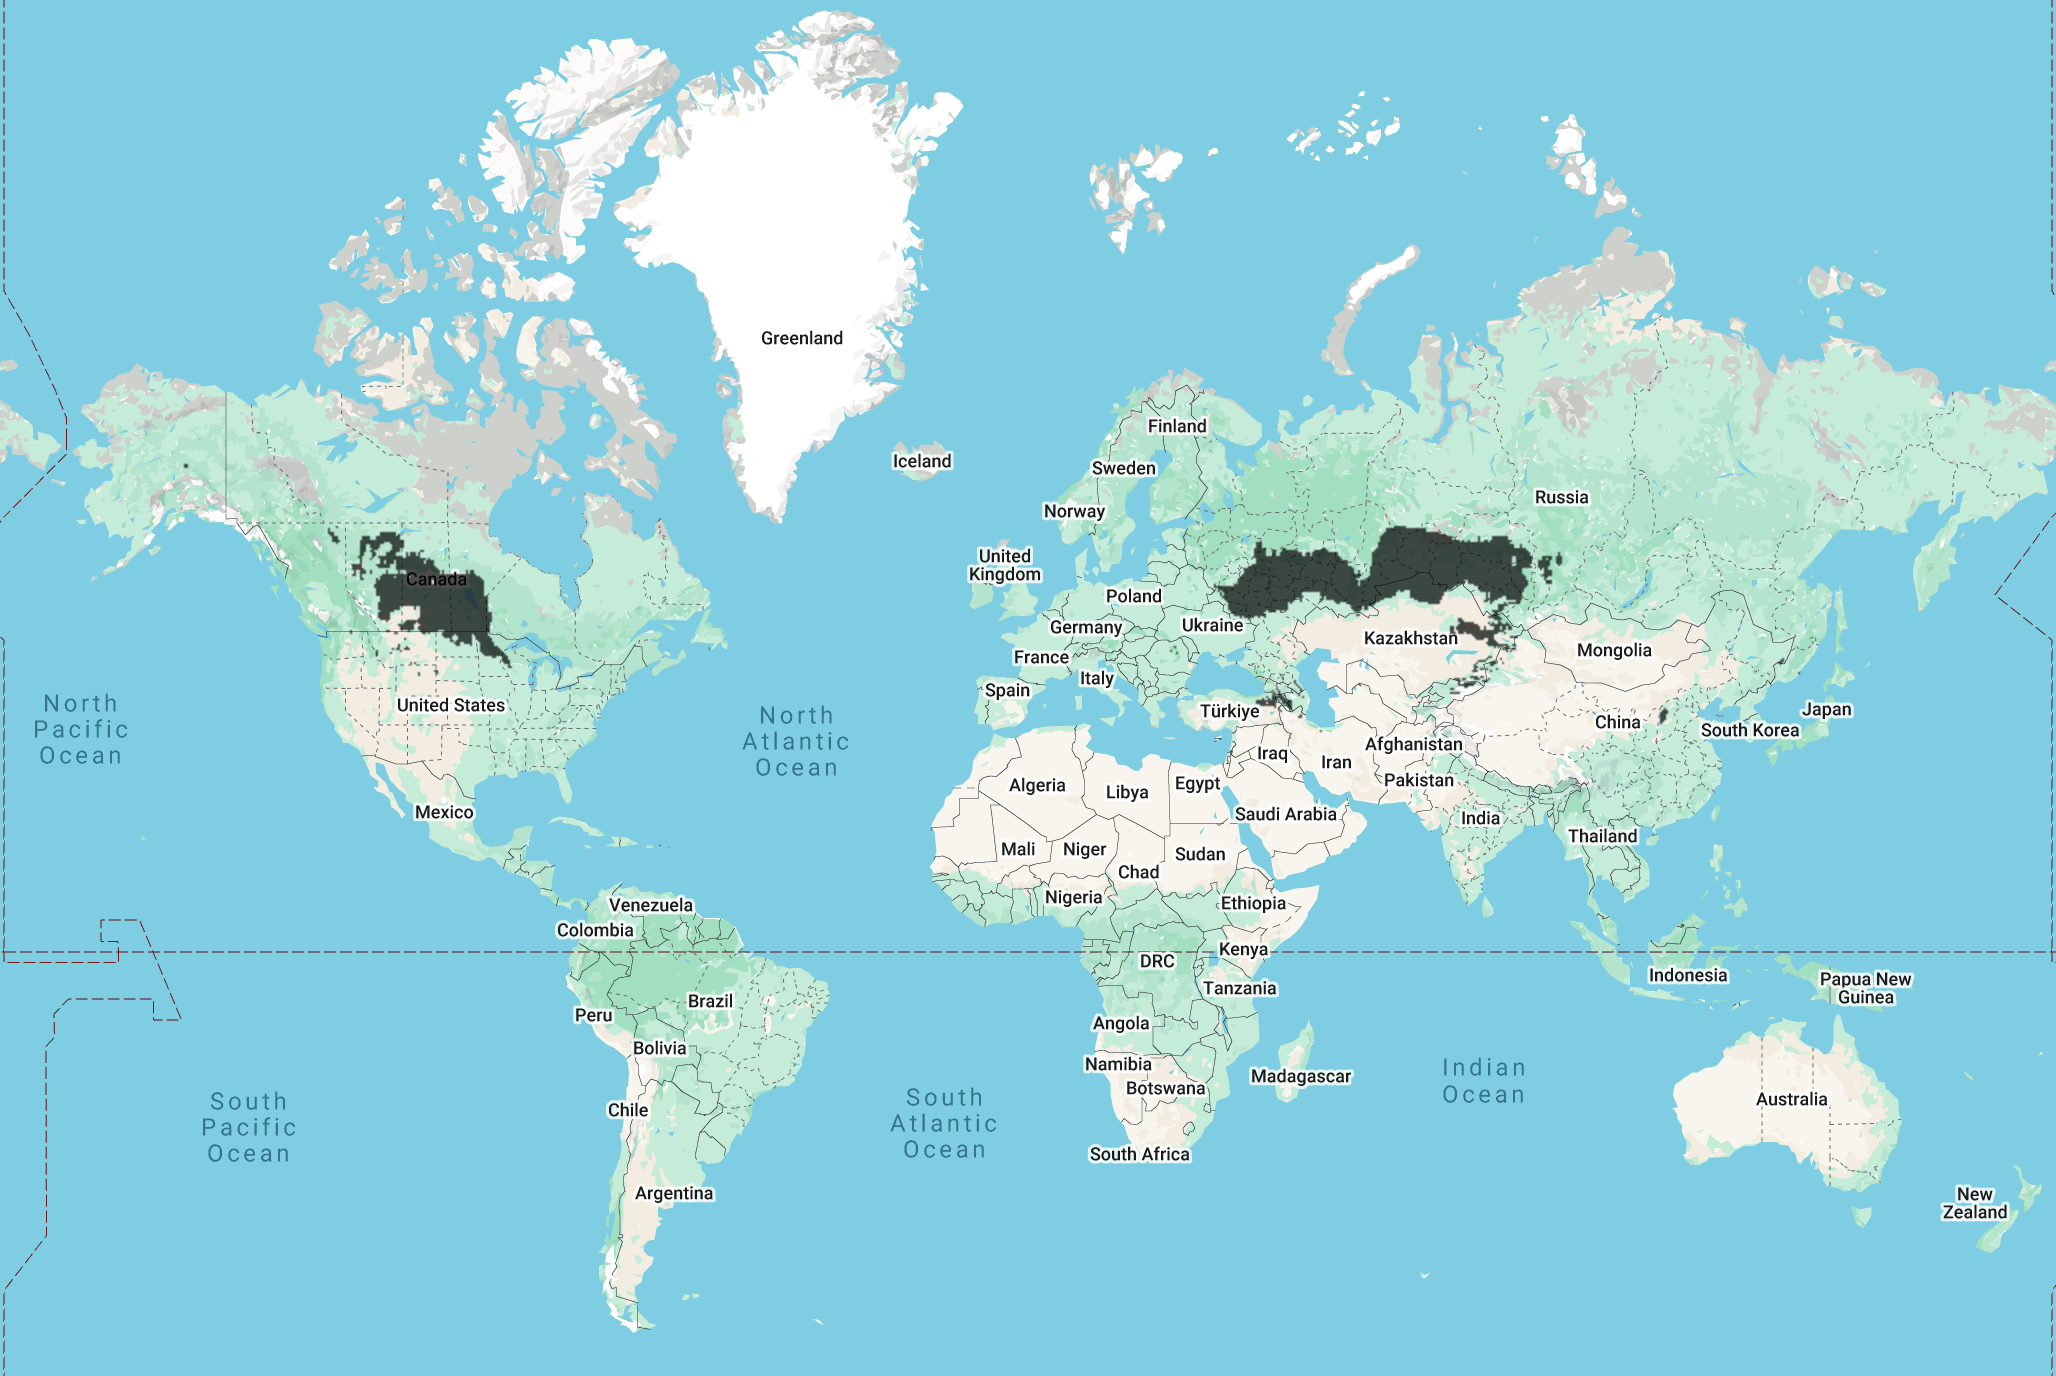 Greenland
Iceland
Finland
Sweden
Norway
Russia
United
Kingdom
Canada
Poland
Germany
Ukraine
Kazakhstan
Mongolia
France
Italy
Spain
Türkiye
United States
North
Pacific
Ocean
North
Atlantic
Ocean
China
Japan
South Korea
Afghanistan
Iraq
Iran
Pakistan
Algeria
Libya
Egypt
Saudi Arabia
India
Thailand
Mexico
Mali
Niger
Chad
Sudan
Nigeria
Ethiopia
Venezuela
Colombia
Kenya
DRC
Tanzania
Indonesia
Papua New
Guinea
Brazil
Peru
Angola
Bolivia
Namibia
Botswana
Madagascar
Indian
Ocean
Australia
Chile
South
Pacific
Ocean
South
Atlantic
Ocean
South Africa
Argentina
New
Zealand